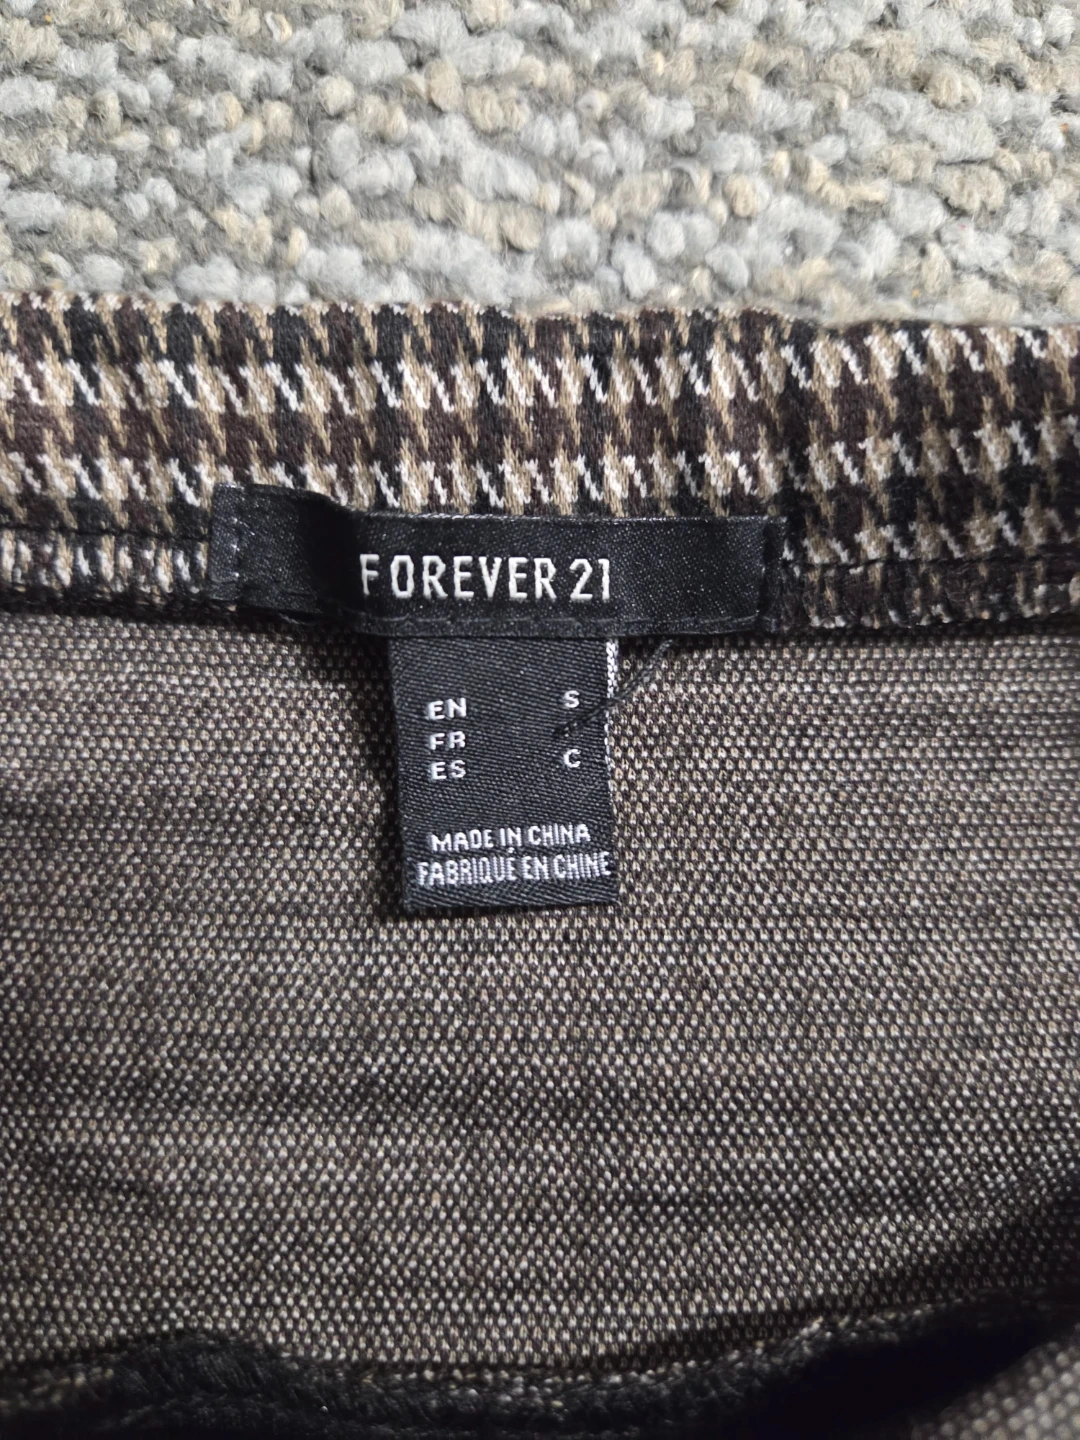 FOREVER 21
EN S
FR
ES C
MADE IN CHINA
FABRIQUÉ EN CHINE